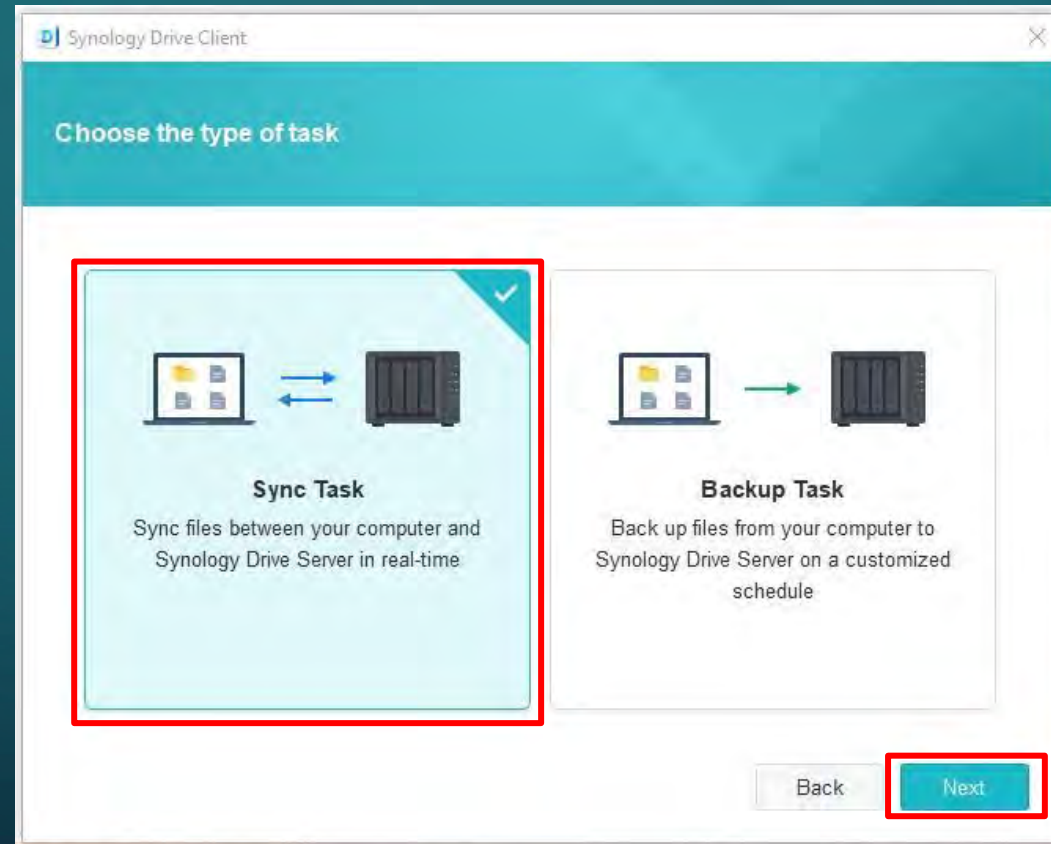 Synology Drive Client
Choose the type of task
Sync Task
Sync files between your computer and
Synology Drive Server in real-time
Backup Task
Back up files from your computer to
Synology Drive Server on a customized
schedule
Back
Next